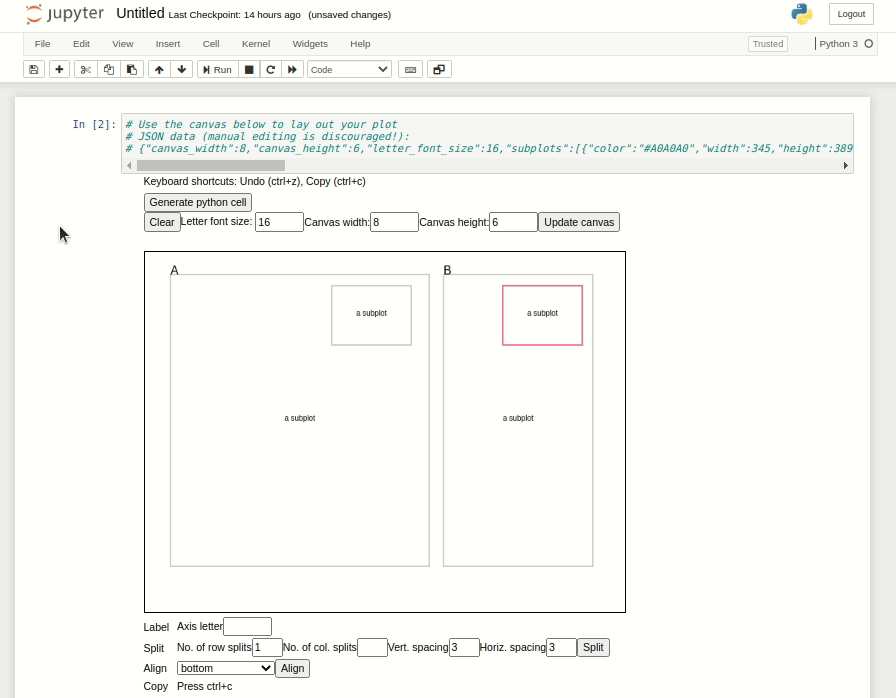 jupyter Untitled Last Checkpoint: 14 hours ago (unsaved changes) Logout
File Edit View Insert Cell Kernel Widgets Help Trusted Python 3
Run Code
In [2]: # Use the canvas below to lay out your plot
# JSON data (manual editing is discouraged!):
# {"canvas_width":8,"canvas_height":6,"letter_font_size":16,"subplots":[{"color":"#A0A0A0","width":345,"height":389
Keyboard shortcuts: Undo (ctrl+z), Copy (ctrl+c)
Generate python cell
Clear Letter font size: 16 Canvas width: 8 Canvas height: 6 Update canvas
A B
a subplot a subplot
a subplot a subplot
Label Axis letter
Split No. of row splits 1 No. of col. splits Vert. spacing 3 Horiz. spacing 3 Split
Align bottom Align
Copy Press ctrl+c